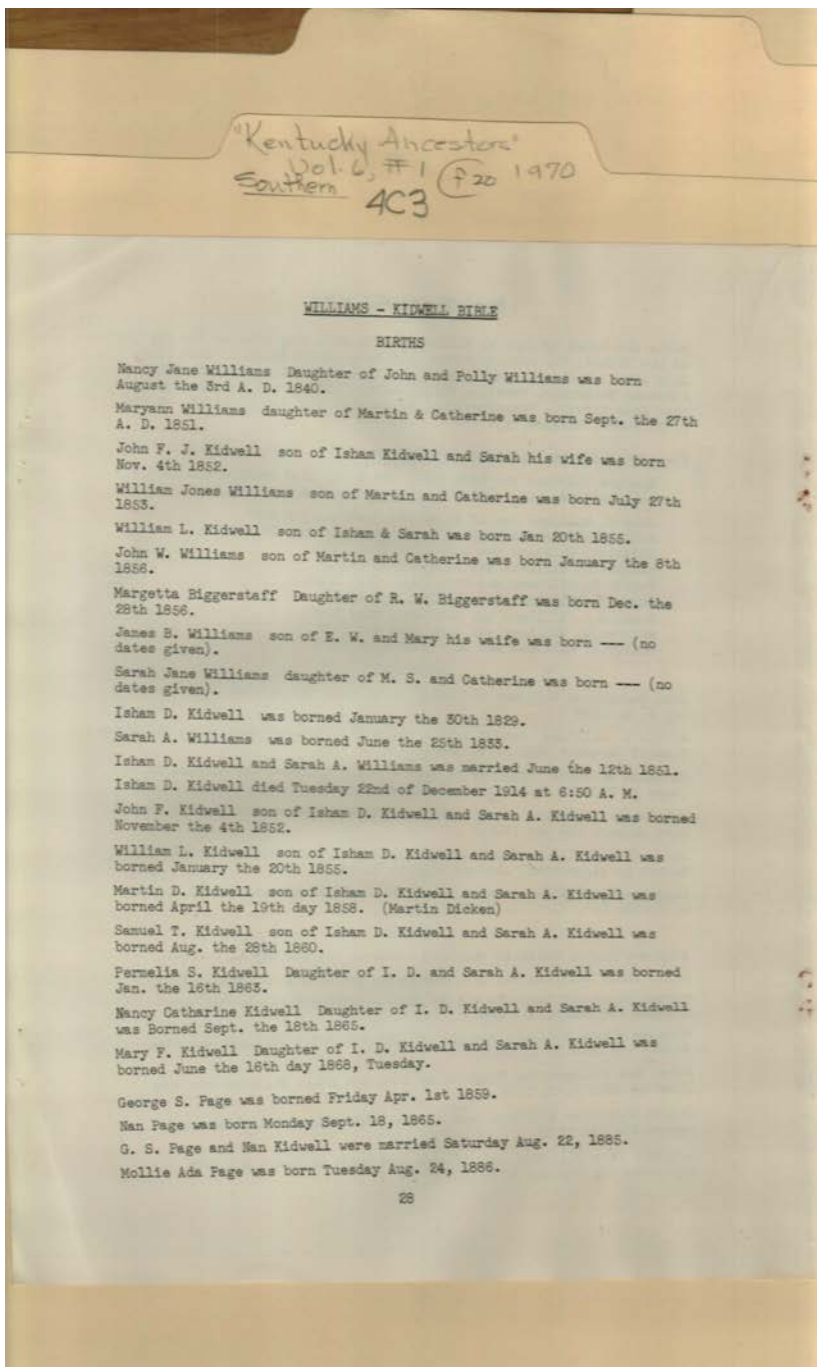 "Kentucky Ancestors"
Vol. 6, #1 p 20 1970
Southern
4C3
WILLIAMS - KIDWELL BIBLE
BIRTHS
Nancy Jane Williams Daughter of John and Polly Williams was born
August the 3rd A. D. 1840.
Maryann Williams daughter of Martin & Catherine was born Sept. the 27th
A. D. 1851.
John F. J. Kidwell son of Isham Kidwell and Sarah his wife was born
Nov. 4th 1852.
William Jones Williams son of Martin and Catherine was born July 27th
1853.
William L. Kidwell son of Isham & Sarah was born Jan 20th 1855.
John W. Williams son of Martin and Catherine was born January the 8th
1856.
Margetta Biggerstaff Daughter of R. W. Biggerstaff was born Dec. the
28th 1856.
James B. Williams son of E. W. and Mary his waife was born --- (no
dates given).
Sarah Jane Williams daughter of M. S. and Catherine was born --- (no
dates given).
Isham D. Kidwell was borned January the 30th 1829.
Sarah A. Williams was borned June the 25th 1833.
Isham D. Kidwell and Sarah A. Williams was married June the 12th 1851.
Isham D. Kidwell died Tuesday 22nd of December 1914 at 6:50 A. M.
John F. Kidwell son of Isham D. Kidwell and Sarah A. Kidwell was borned
November the 4th 1852.
William L. Kidwell son of Isham D. Kidwell and Sarah A. Kidwell was
borned January the 20th 1855.
Martin D. Kidwell son of Isham D. Kidwell and Sarah A. Kidwell was
borned April the 19th day 1858. (Martin Dicken)
Samuel T. Kidwell son of Isham D. Kidwell and Sarah A. Kidwell was
borned Aug. the 28th 1860.
Permelia S. Kidwell Daughter of I. D. and Sarah A. Kidwell was borned
Jan. the 16th 1863.
Nancy Catharine Kidwell Daughter of I. D. Kidwell and Sarah A. Kidwell
was Borned Sept. the 18th 1865.
Mary F. Kidwell Daughter of I. D. Kidwell and Sarah A. Kidwell was
borned June the 16th day 1868, Tuesday.
George S. Page was borned Friday Apr. 1st 1859.
Nan Page was born Monday Sept. 18, 1865.
G. S. Page and Nan Kidwell were married Saturday Aug. 22, 1885.
Mollie Ada Page was born Tuesday Aug. 24, 1886.
28